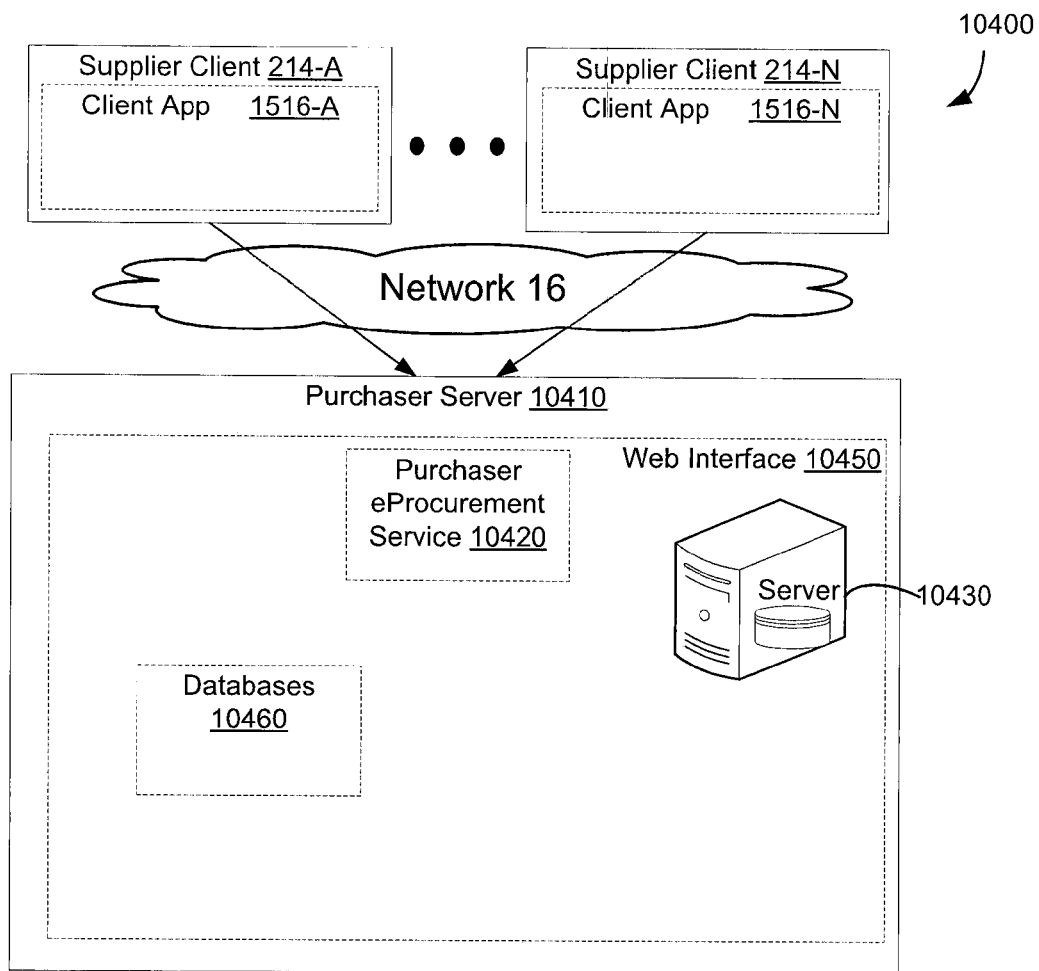 10400
Supplier Client 214-A
Client App 1516-A
Supplier Client 214-N
Client App 1516-N
Network 16
Purchaser Server 10410
Web Interface 10450
Purchaser
eProcurement
Service 10420
Server
10430
Databases
10460